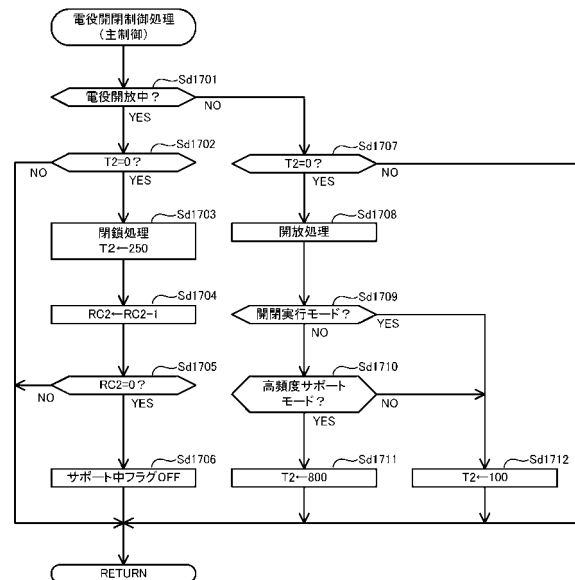 電役開閉制御処理
(主制御)
Sd1701
電役開放中？
NO
YES
Sd1702
T2=0？
NO
YES
Sd1707
T2=0？
NO
YES
Sd1703
閉鎖処理
T2←250
Sd1708
開放処理
Sd1704
RC2←RC2-1
Sd1709
開閉実行モード？
YES
NO
Sd1705
RC2=0？
NO
YES
Sd1710
高頻度サポート
モード？
NO
YES
Sd1706
サポート中フラグOFF
Sd1711
T2←800
Sd1712
T2←100
RETURN